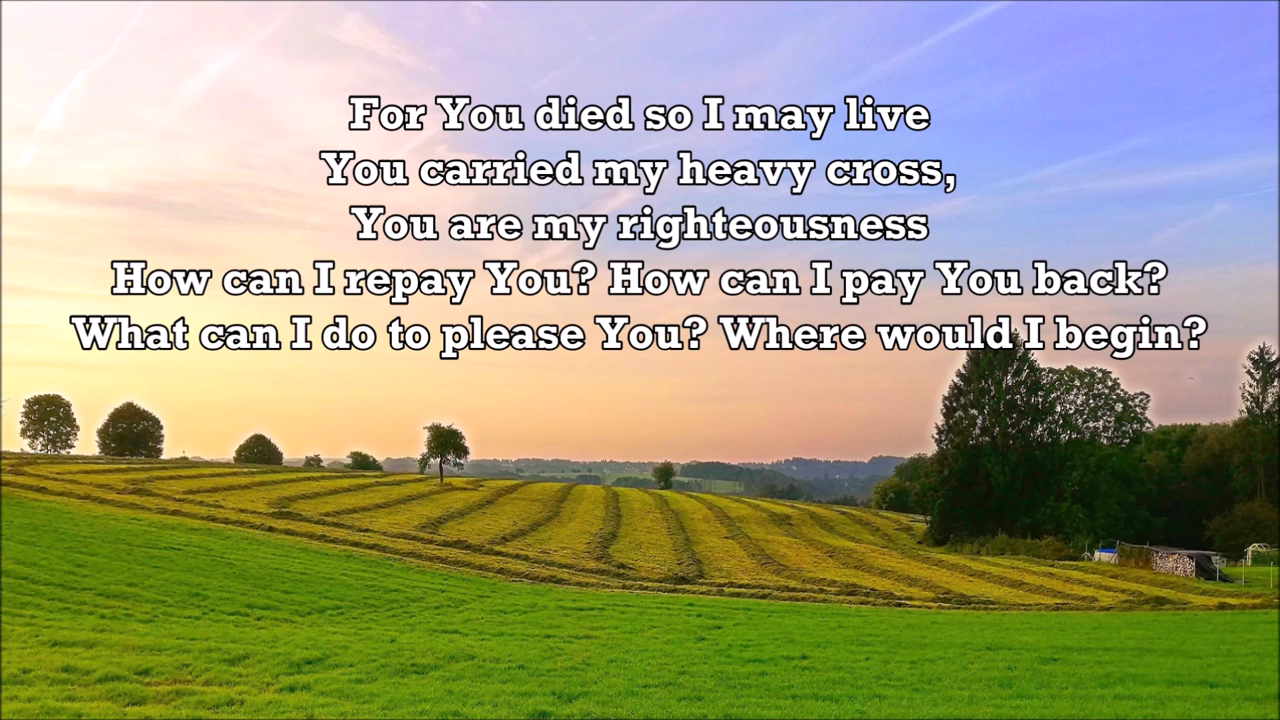 For You died so I may live
You carried my heavy cross,
You are my righteousness
How can I repay You? How can I pay You back?
What can I do to please You? Where would I begin?